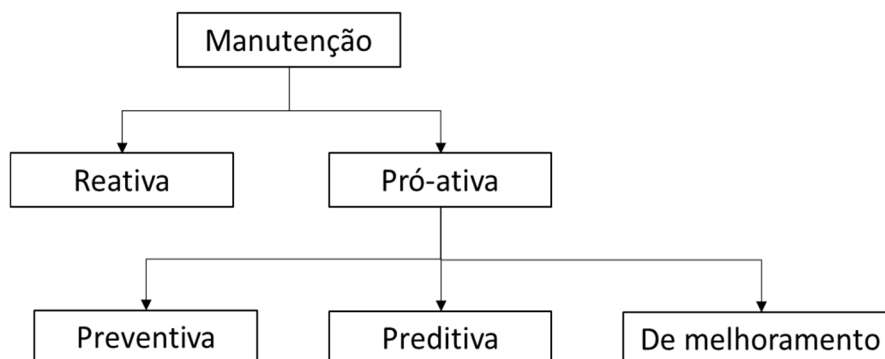 Manutenção
Reativa
Pró-ativa
Preventiva
Preditiva
De melhoramento